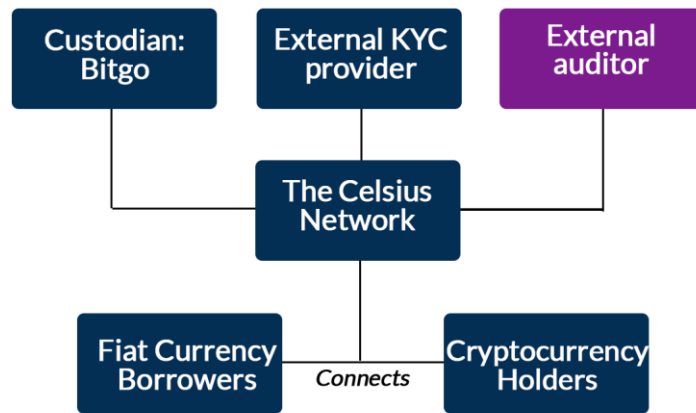 Custodian:
Bitgo
External KYC
provider
External
auditor
The Celsius
Network
Fiat Currency
Borrowers
Connects
Cryptocurrency
Holders